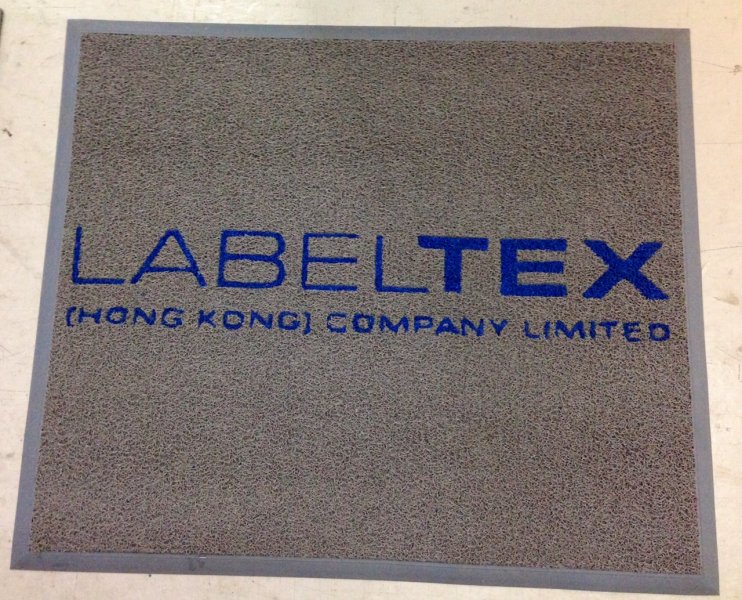 LABELTEX
(HONG KONG) COMPANY LIMITED